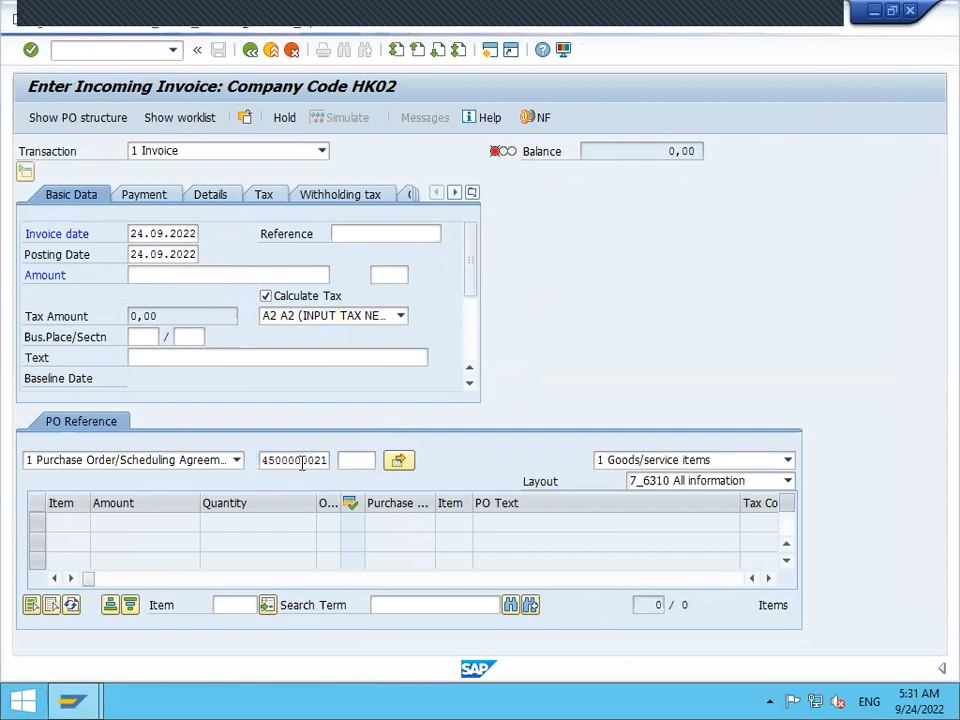 Enter Incoming Invoice: Company Code HK02
Show PO structure Show worklist Hold Simulate Messages Help NF
Transaction 1 Invoice Balance 0,00
Basic Data Payment Details Tax Withholding tax
Invoice date 24.09.2022 Reference
Posting Date 24.09.2022
Amount
Calculate Tax
Tax Amount 0,00 A2 A2 (INPUT TAX NE...
Bus.Place/Sectn /
Text
Baseline Date
PO Reference
1 Purchase Order/Scheduling Agreem... 4500000021 1 Goods/service items
Layout 7_6310 All information
Item Amount Quantity O... Purchase ... Item PO Text Tax Co
Item Search Term 0 / 0 Items
SAP
ENG 5:31 AM
9/24/2022